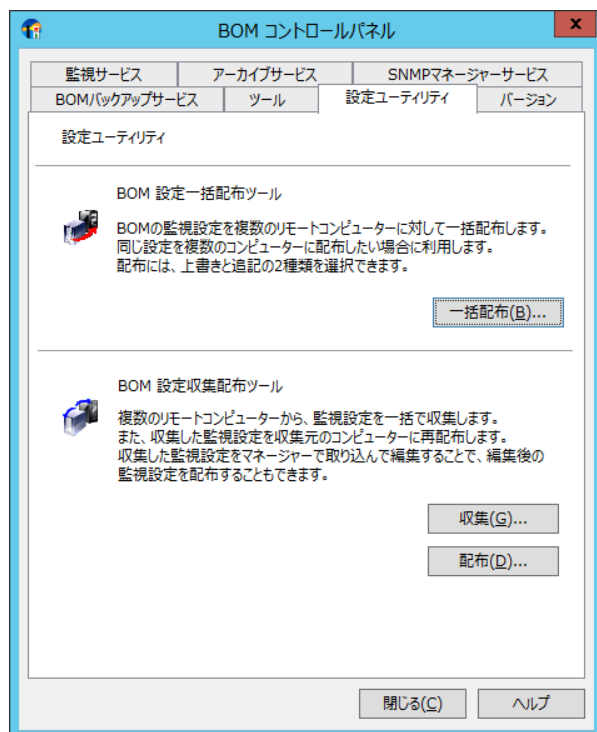 BOM コントロールパネル
x
監視サービス
アーカイブサービス
SNMPマネージャーサービス
BOMバックアップサービス
ツール
設定ユーティリティ
バージョン
設定ユーティリティ
BOM 設定一括配布ツール
BOMの監視設定を複数のリモートコンピューターに対して一括配布します。
同じ設定を複数のコンピューターに配布したい場合に利用します。
配布には、上書きと追記の2種類を選択できます。
一括配布(B)...
BOM 設定収集配布ツール
複数のリモートコンピューターから、監視設定を一括で収集します。
また、収集した監視設定を収集元のコンピューターに再配布します。
収集した監視設定をマネージャーで取り込んで編集することで、編集後の
監視設定を配布することもできます。
収集(G)...
配布(D)...
閉じる(C)
ヘルプ